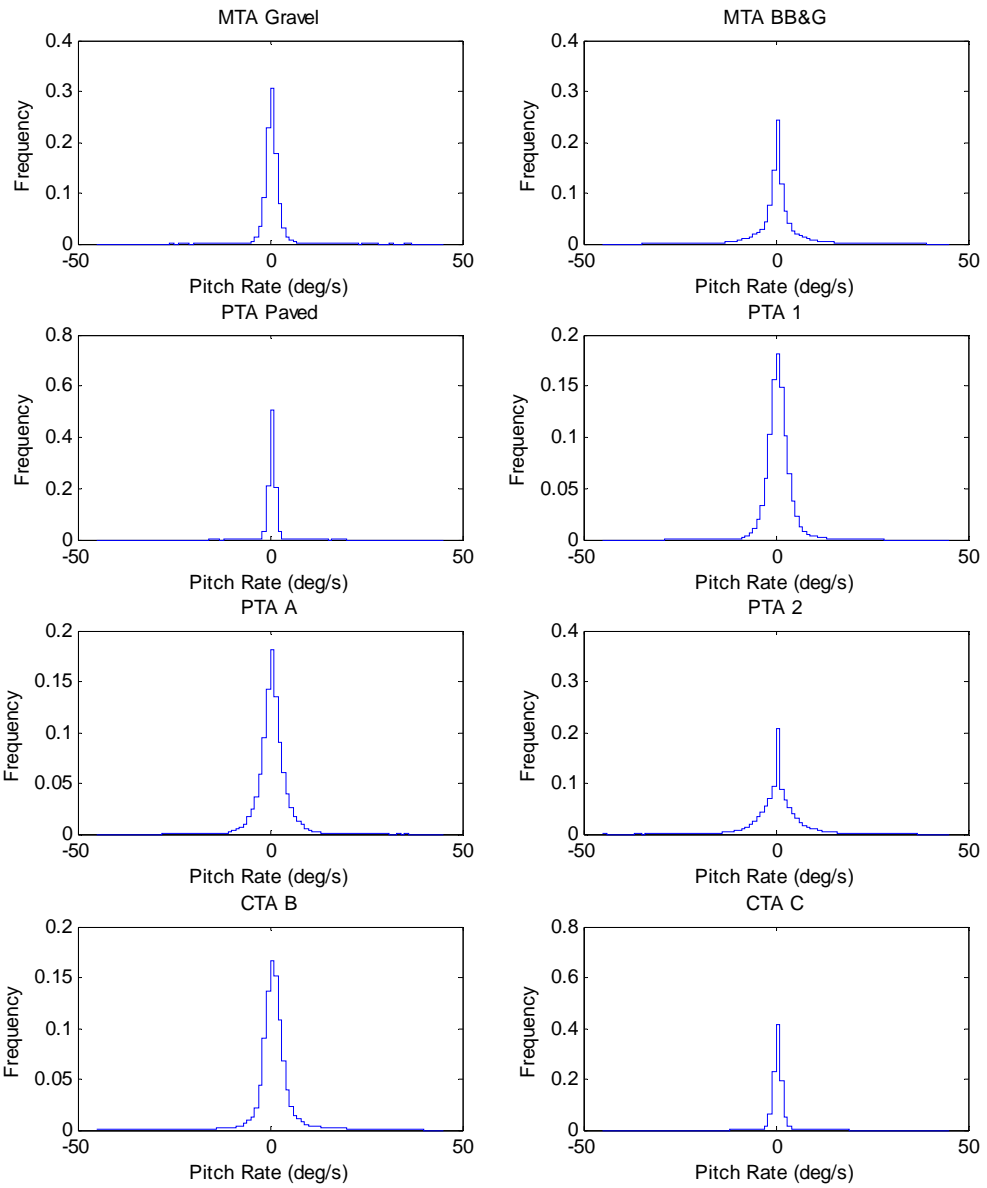 MTA Gravel
0.4
0.3
0.2
0.1
0
-50
0
50
Frequency
Pitch Rate (deg/s)
MTA BB&G
0.4
0.3
0.2
0.1
0
-50
0
50
Frequency
Pitch Rate (deg/s)
PTA Paved
0.8
0.6
0.4
0.2
0
-50
0
50
Frequency
Pitch Rate (deg/s)
PTA 1
0.2
0.15
0.1
0.05
0
-50
0
50
Frequency
Pitch Rate (deg/s)
PTA A
0.2
0.15
0.1
0.05
0
-50
0
50
Frequency
Pitch Rate (deg/s)
PTA 2
0.4
0.3
0.2
0.1
0
-50
0
50
Frequency
Pitch Rate (deg/s)
CTA B
0.2
0.15
0.1
0.05
0
-50
0
50
Frequency
Pitch Rate (deg/s)
CTA C
0.8
0.6
0.4
0.2
0
-50
0
50
Frequency
Pitch Rate (deg/s)